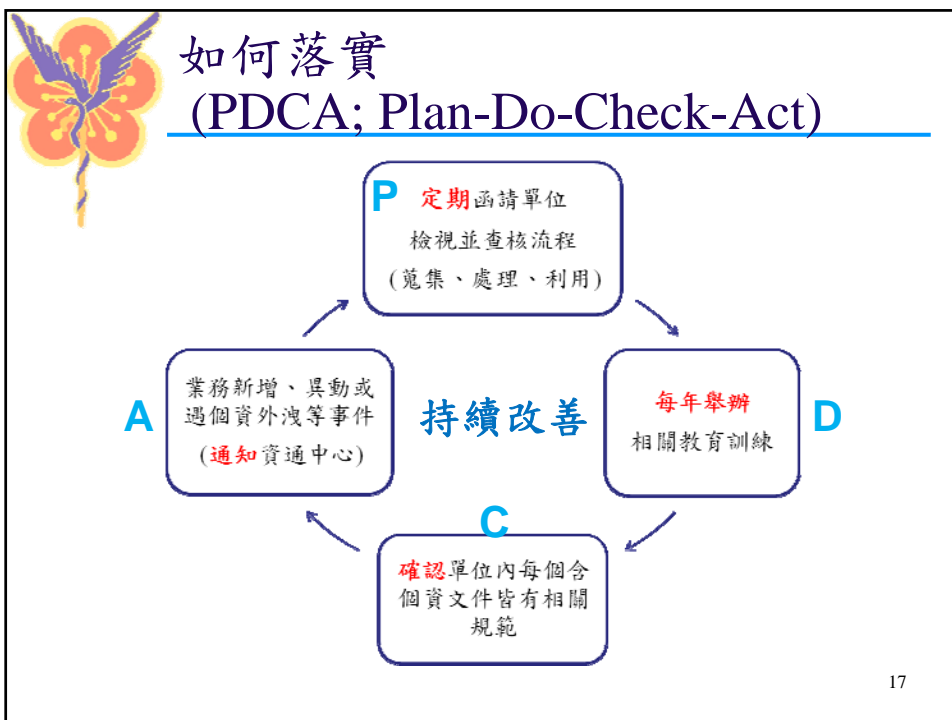 如何落實
(PDCA; Plan-Do-Check-Act)
P
定期函請單位
檢視並查核流程
(蒐集、處理、利用)
D
每年舉辦
相關教育訓練
C
確認單位內每個含
個資文件皆有相關
規範
A
業務新增、異動或
遇個資外洩等事件
(通知資通中心)
持續改善
17